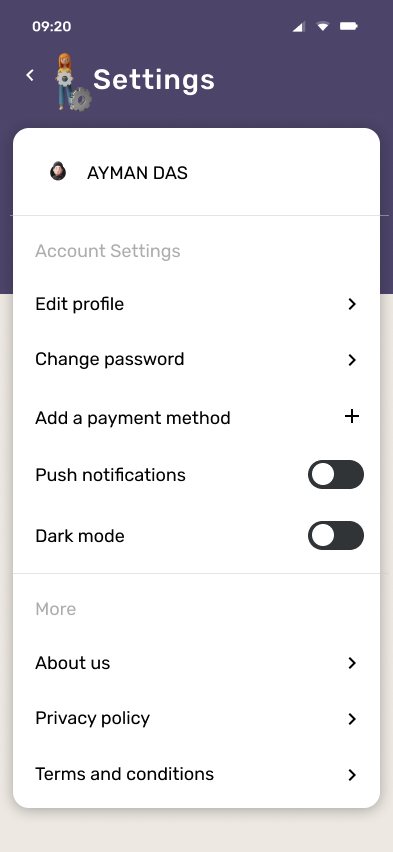 09:20
Settings
AYMAN DAS
Account Settings
Edit profile
Change password
Add a payment method
Push notifications
Dark mode
More
About us
Privacy policy
Terms and conditions